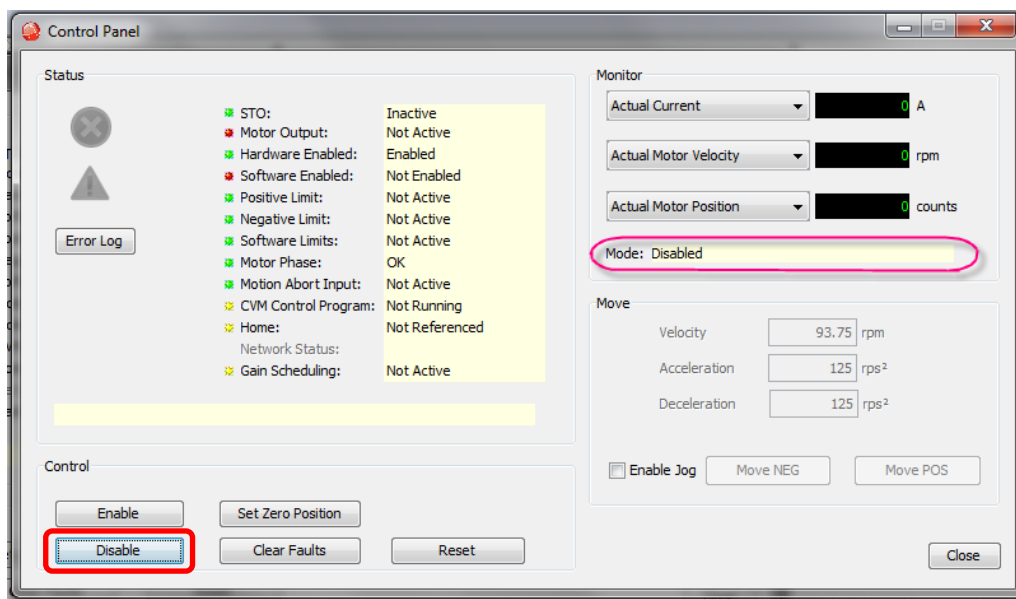 Control Panel
Status
STO: Inactive
Motor Output: Not Active
Hardware Enabled: Enabled
Software Enabled: Not Enabled
Positive Limit: Not Active
Negative Limit: Not Active
Software Limits: Not Active
Motor Phase: OK
Motion Abort Input: Not Active
CVM Control Program: Not Running
Home: Not Referenced
Network Status:
Gain Scheduling: Not Active
Error Log
Monitor
Actual Current 0 A
Actual Motor Velocity 0 rpm
Actual Motor Position 0 counts
Mode: Disabled
Move
Velocity 93.75 rpm
Acceleration 125 rps²
Deceleration 125 rps²
Enable Jog Move NEG Move POS
Control
Enable Set Zero Position
Disable Clear Faults Reset
Close